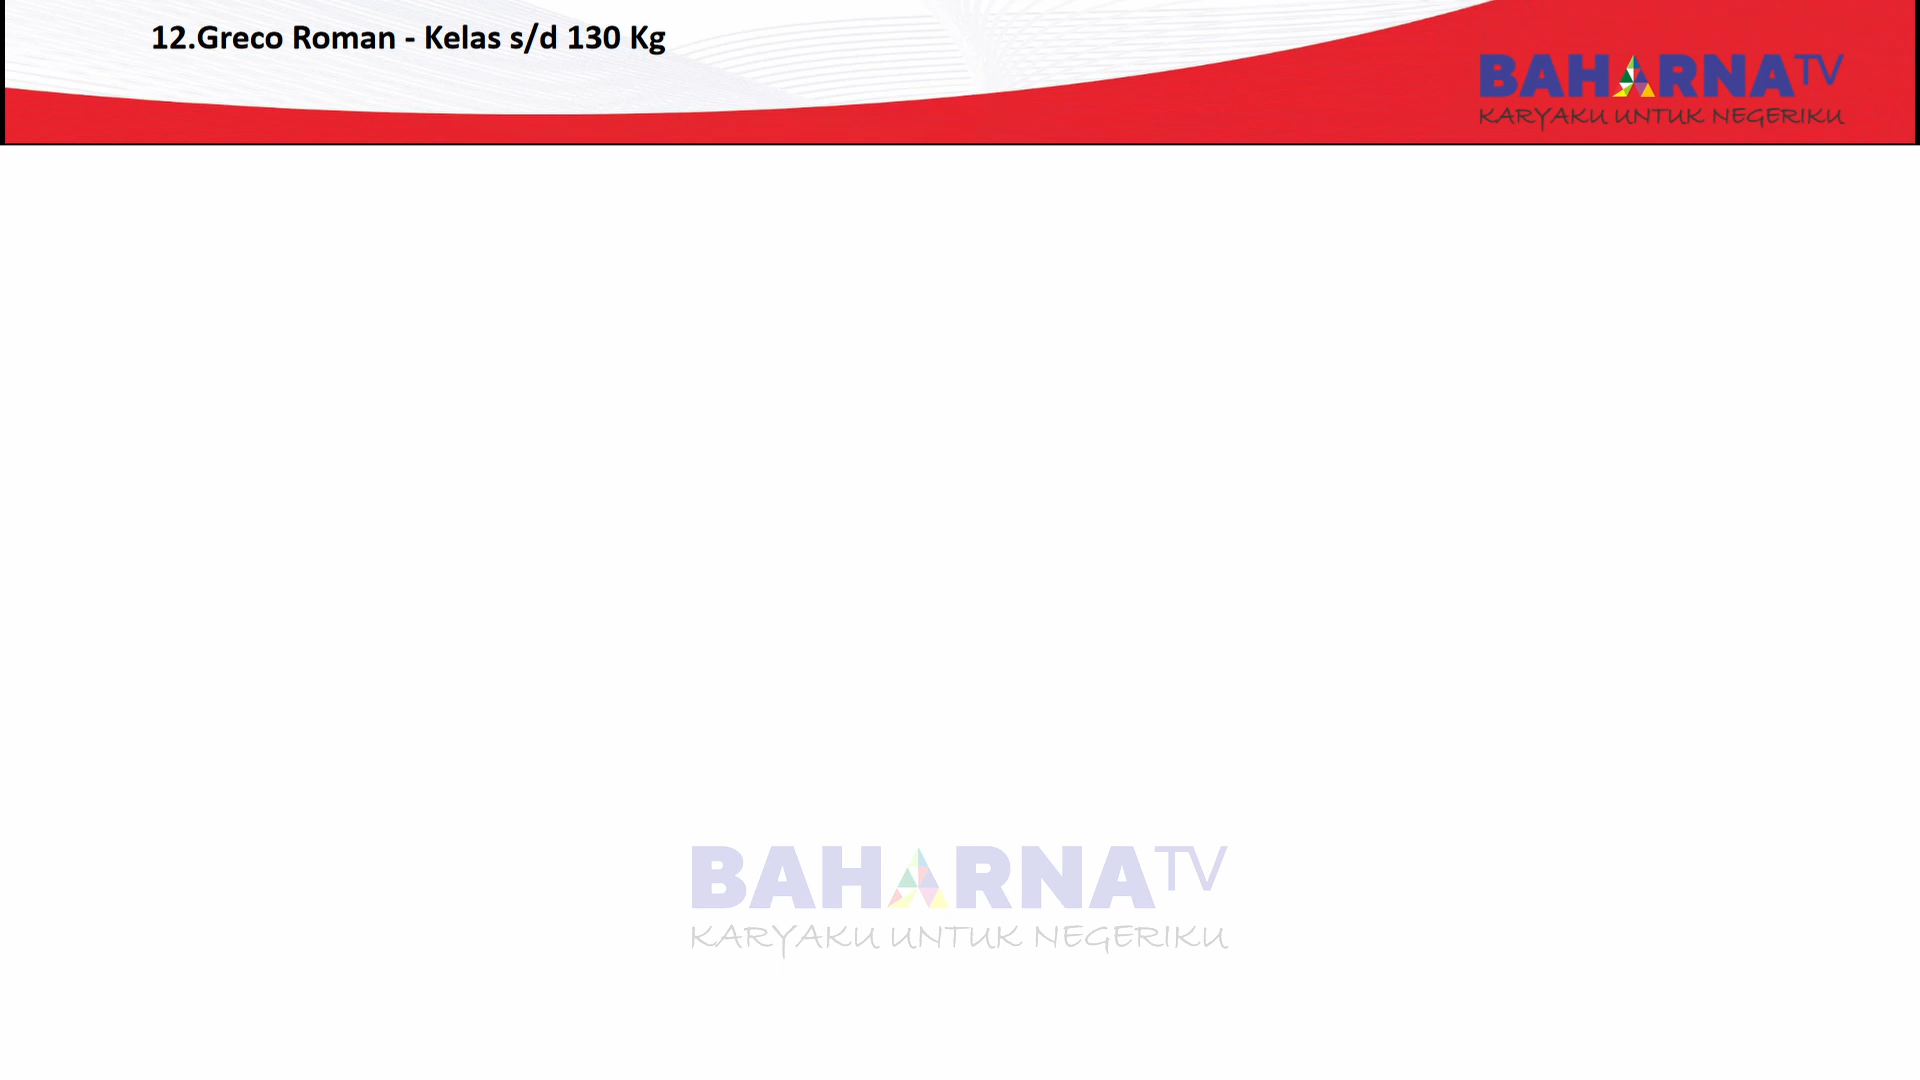 12.Greco Roman - Kelas s/d 130 Kg
BAHARNATV
KARYAKU UNTUK NEGERIKU
BAHARNATV
KARYAKU UNTUK NEGERIKU